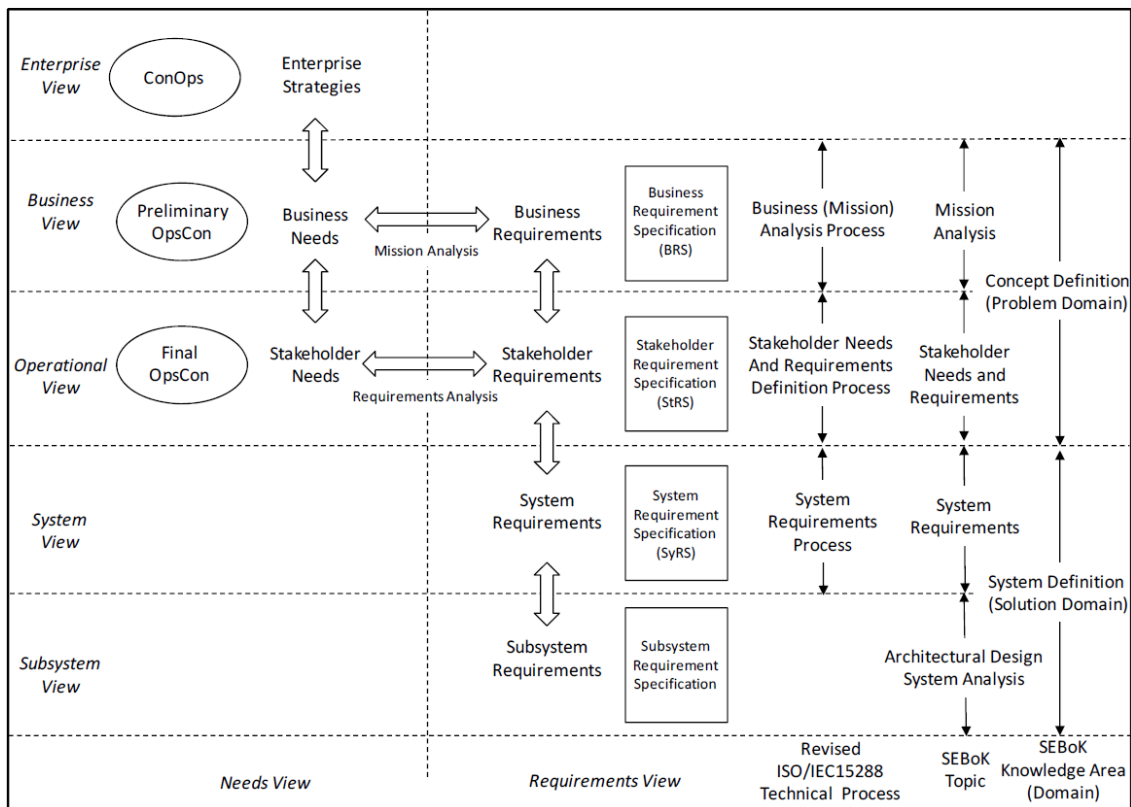 Enterprise
View
ConOps
Enterprise
Strategies
Business
View
Preliminary
OpsCon
Business
Needs
Mission Analysis
Business
Requirements
Business
Requirement
Specification
(BRS)
Business (Mission)
Analysis Process
Mission
Analysis
Concept Definition
(Problem Domain)
Operational
View
Final
OpsCon
Stakeholder
Needs
Requirements Analysis
Stakeholder
Requirements
Stakeholder
Requirement
Specification
(StRS)
Stakeholder Needs
And Requirements
Definition Process
Stakeholder
Needs and
Requirements
System
View
System
Requirements
System
Requirement
Specification
(SyRS)
System
Requirements
Process
System
Requirements
System Definition
(Solution Domain)
Subsystem
View
Subsystem
Requirements
Subsystem
Requirement
Specification
Architectural Design
System Analysis
Needs View
Requirements View
Revised
ISO/IEC15288
Technical Process
SEBoK
Topic
SEBoK
Knowledge Area
(Domain)